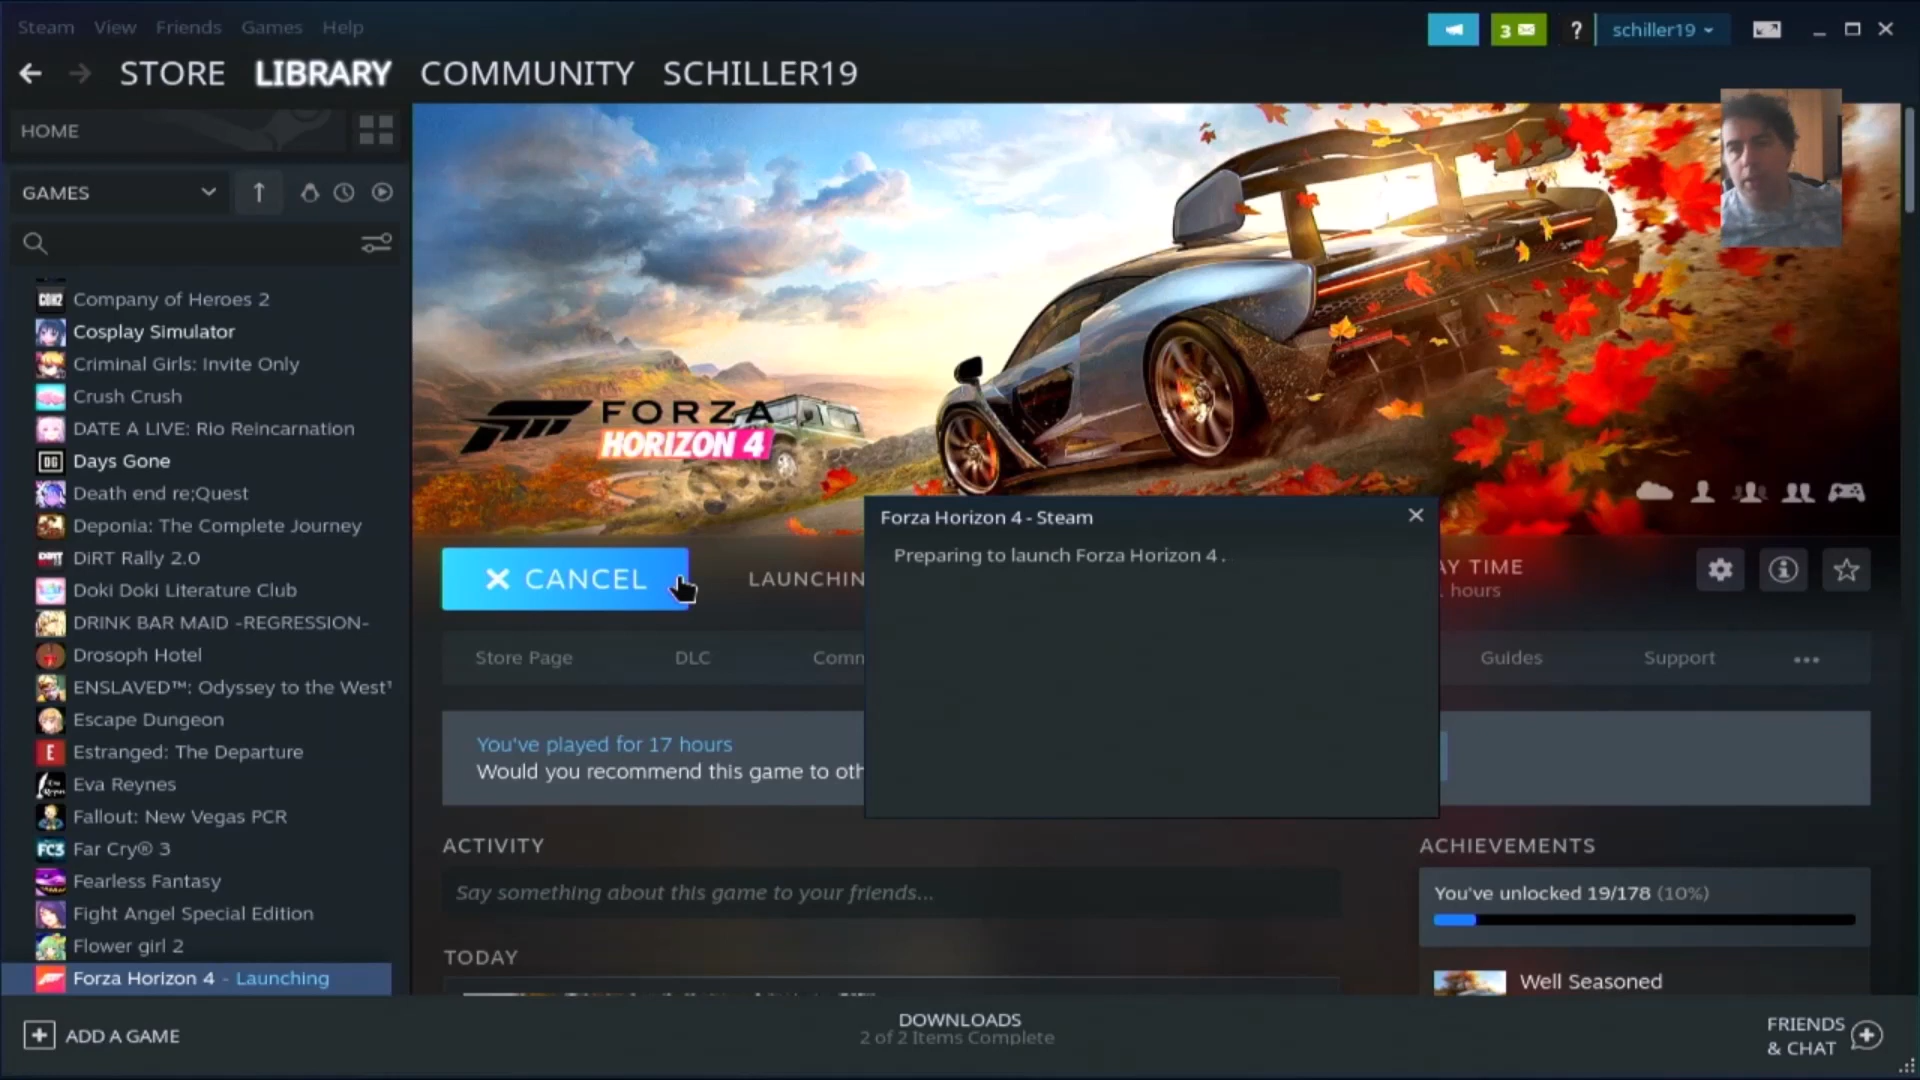 Steam View Friends Games Help
3 ? schiller19
STORE LIBRARY COMMUNITY SCHILLER19
HOME
GAMES
Company of Heroes 2
Cosplay Simulator
Criminal Girls: Invite Only
Crush Crush
DATE A LIVE: Rio Reincarnation
DG Days Gone
Death end re;Quest
Deponia: The Complete Journey
DiRT Rally 2.0
Doki Doki Literature Club
DRINK BAR MAID -REGRESSION-
Drosoph Hotel
ENSLAVED™: Odyssey to the West
Escape Dungeon
E Estranged: The Departure
Eva Reynes
Fallout: New Vegas PCR
FC3 Far Cry® 3
Fearless Fantasy
Fight Angel Special Edition
Flower girl 2
Forza Horizon 4 - Launching
FORZA
HORIZON 4
CANCEL
LAUNCHIN
AY TIME
hours
Forza Horizon 4 - Steam
Preparing to launch Forza Horizon 4 .
Store Page DLC Comm Guides Support
You've played for 17 hours
Would you recommend this game to oth
ACTIVITY
Say something about this game to your friends...
TODAY
ACHIEVEMENTS
You've unlocked 19/178 (10%)
Well Seasoned
ADD A GAME
DOWNLOADS
2 of 2 Items Complete
FRIENDS
& CHAT